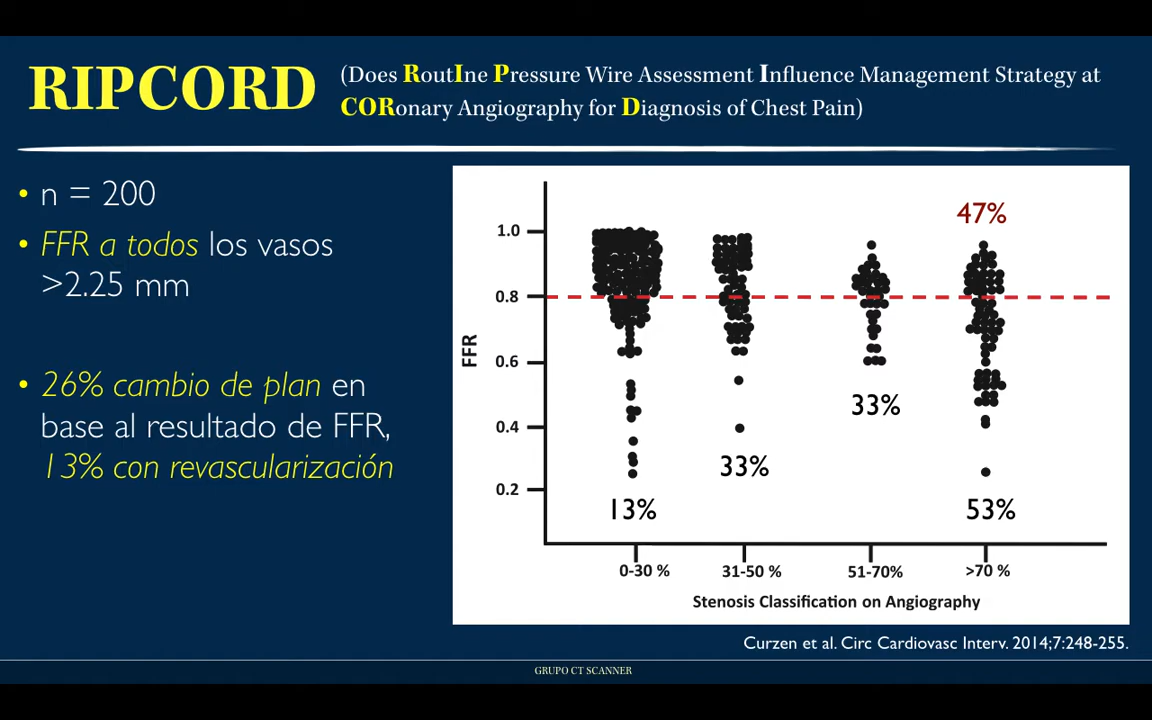 RIPCORD
(Does RoutIne Pressure Wire Assessment Influence Management Strategy at
CORonary Angiography for Diagnosis of Chest Pain)
• n = 200
• FFR a todos los vasos
>2.25 mm
• 26% cambio de plan en
base al resultado de FFR,
13% con revascularización
47%
1.0
0.8
0.6
0.4
0.2
FFR
33%
33%
13%
53%
0-30 %
31-50 %
51-70%
>70 %
Stenosis Classification on Angiography
Curzen et al. Circ Cardiovasc Interv. 2014;7:248-255.
GRUPO CT SCANNER